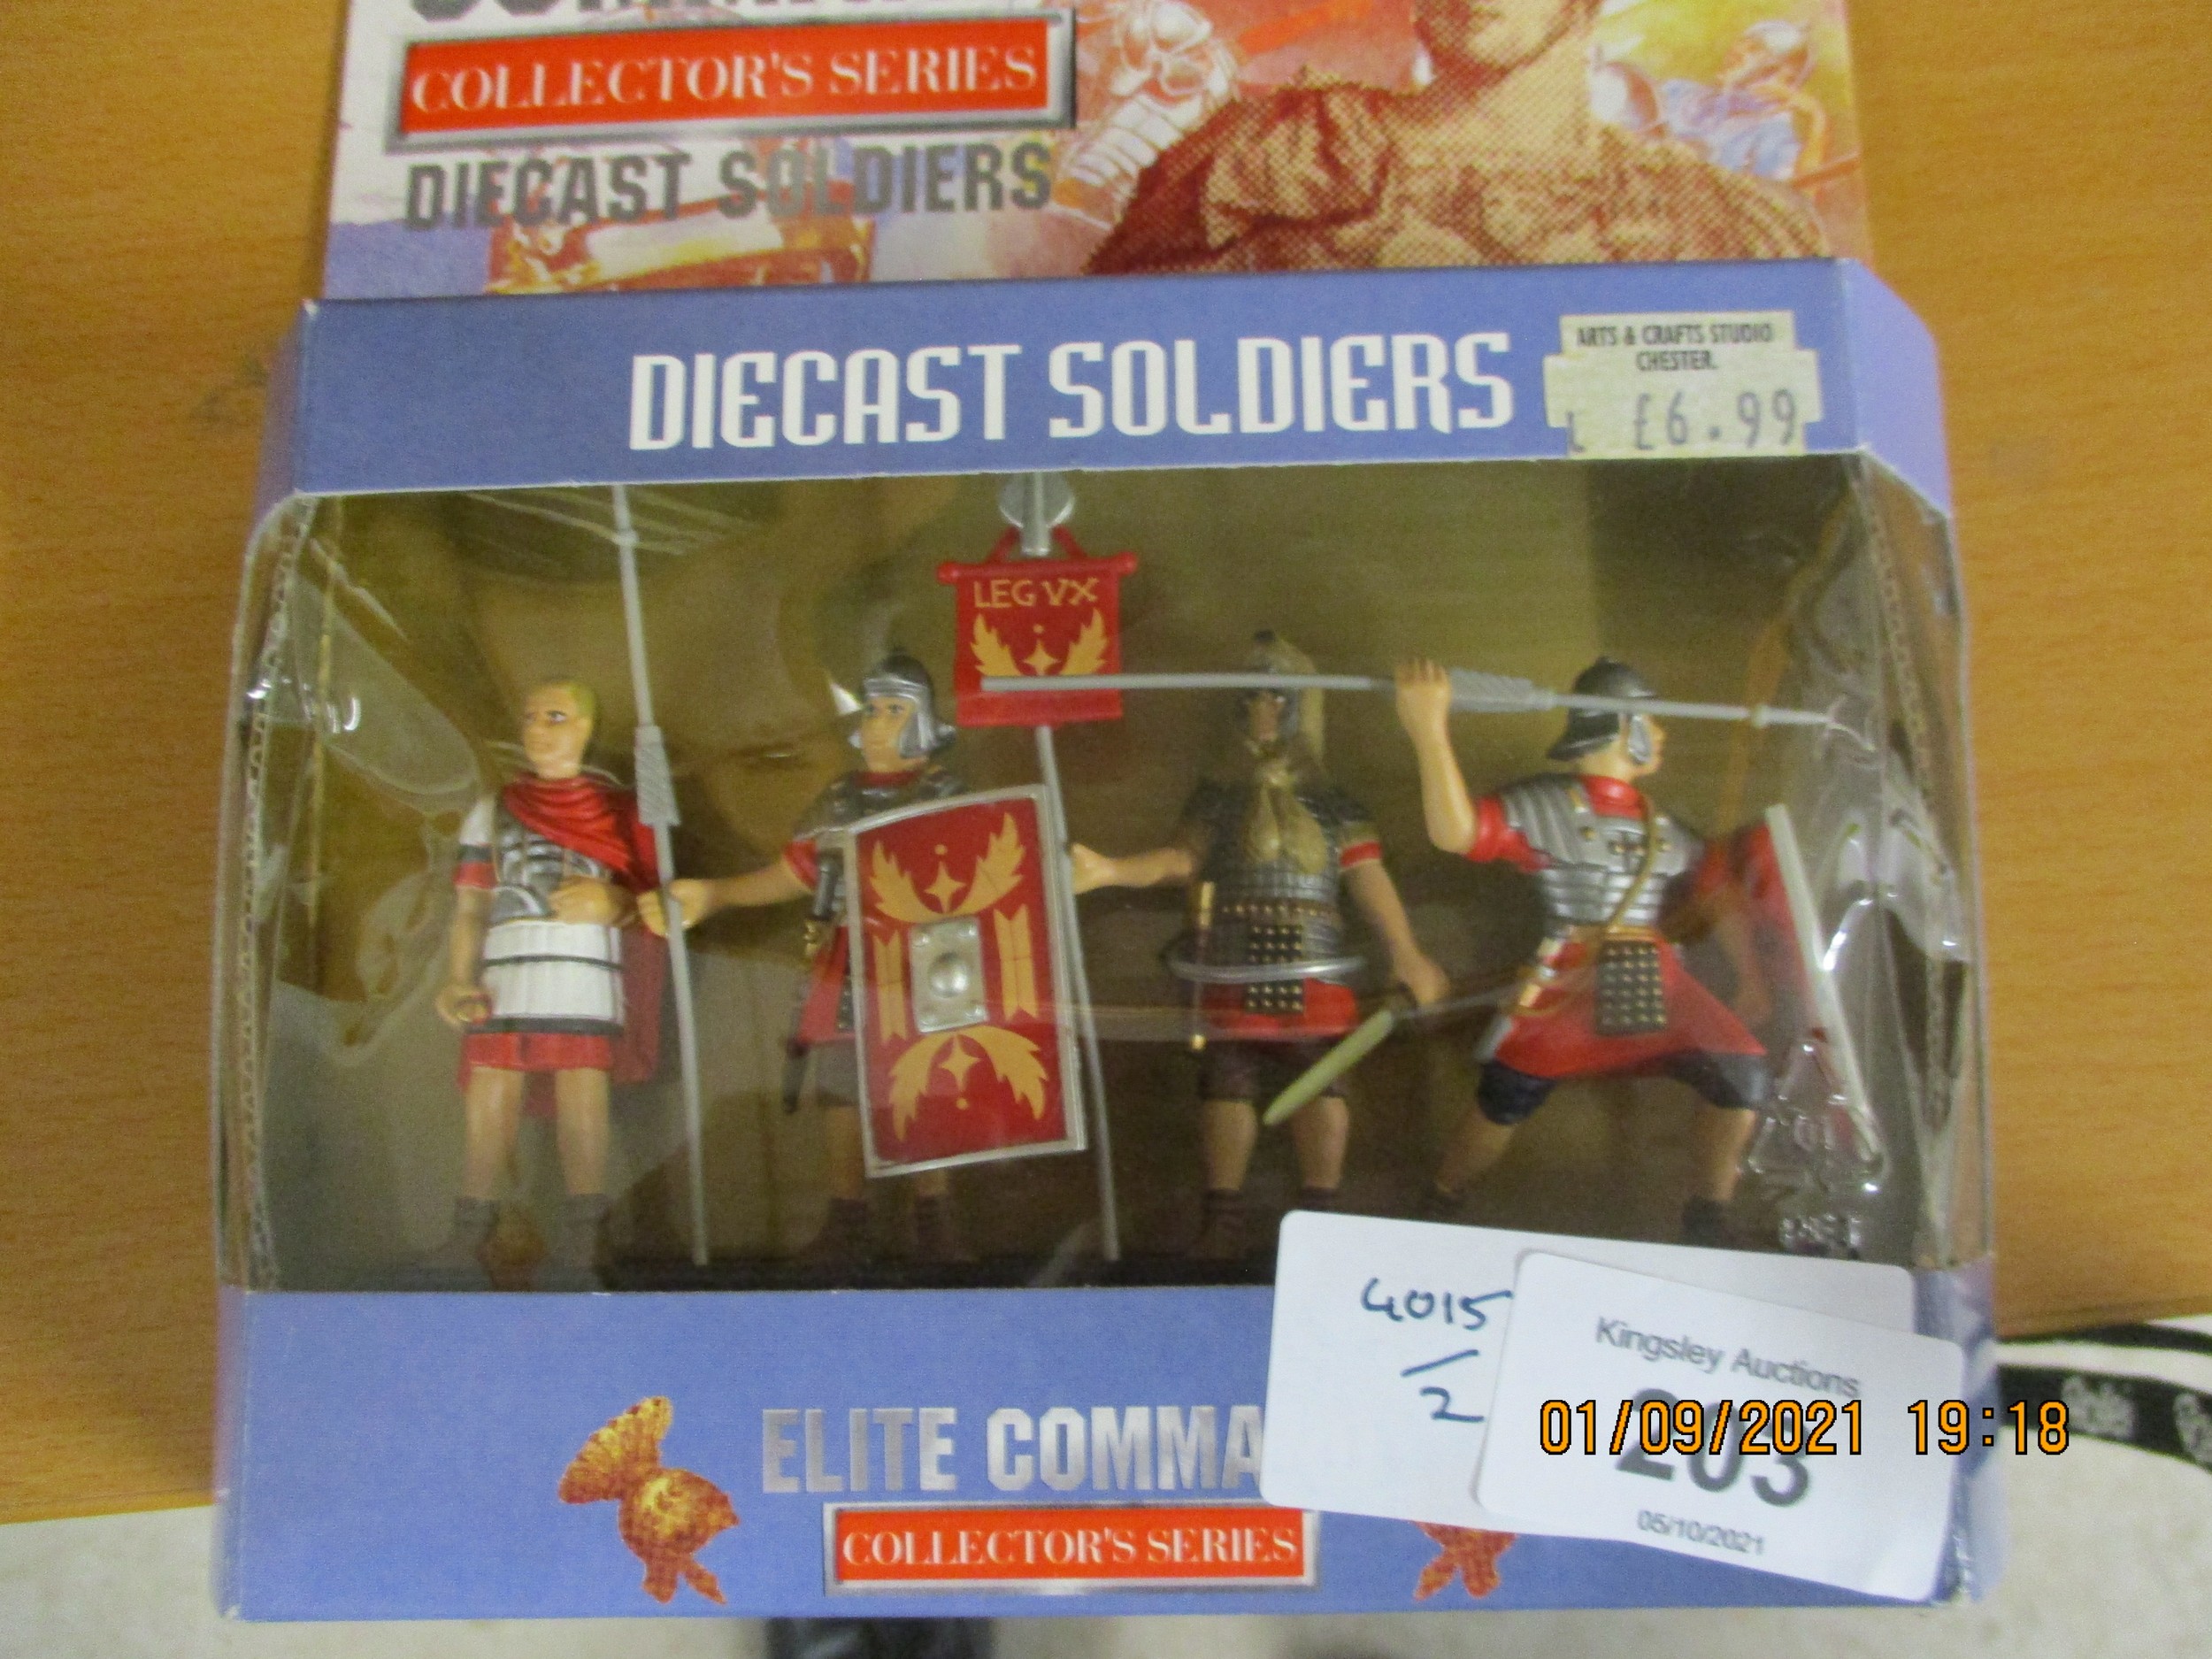 COLLECTOR'S SERIES
DIECAST SOLDIERS
DIECAST SOLDIERS
ARTS & CRAFTS STUDIO
CHESTER.
£6.99
LEG VX
4015
/
2
Kingsley Auctions
203
05/10/2021
01/09/2021 19:18
ELITE COMMA
COLLECTOR'S SERIES